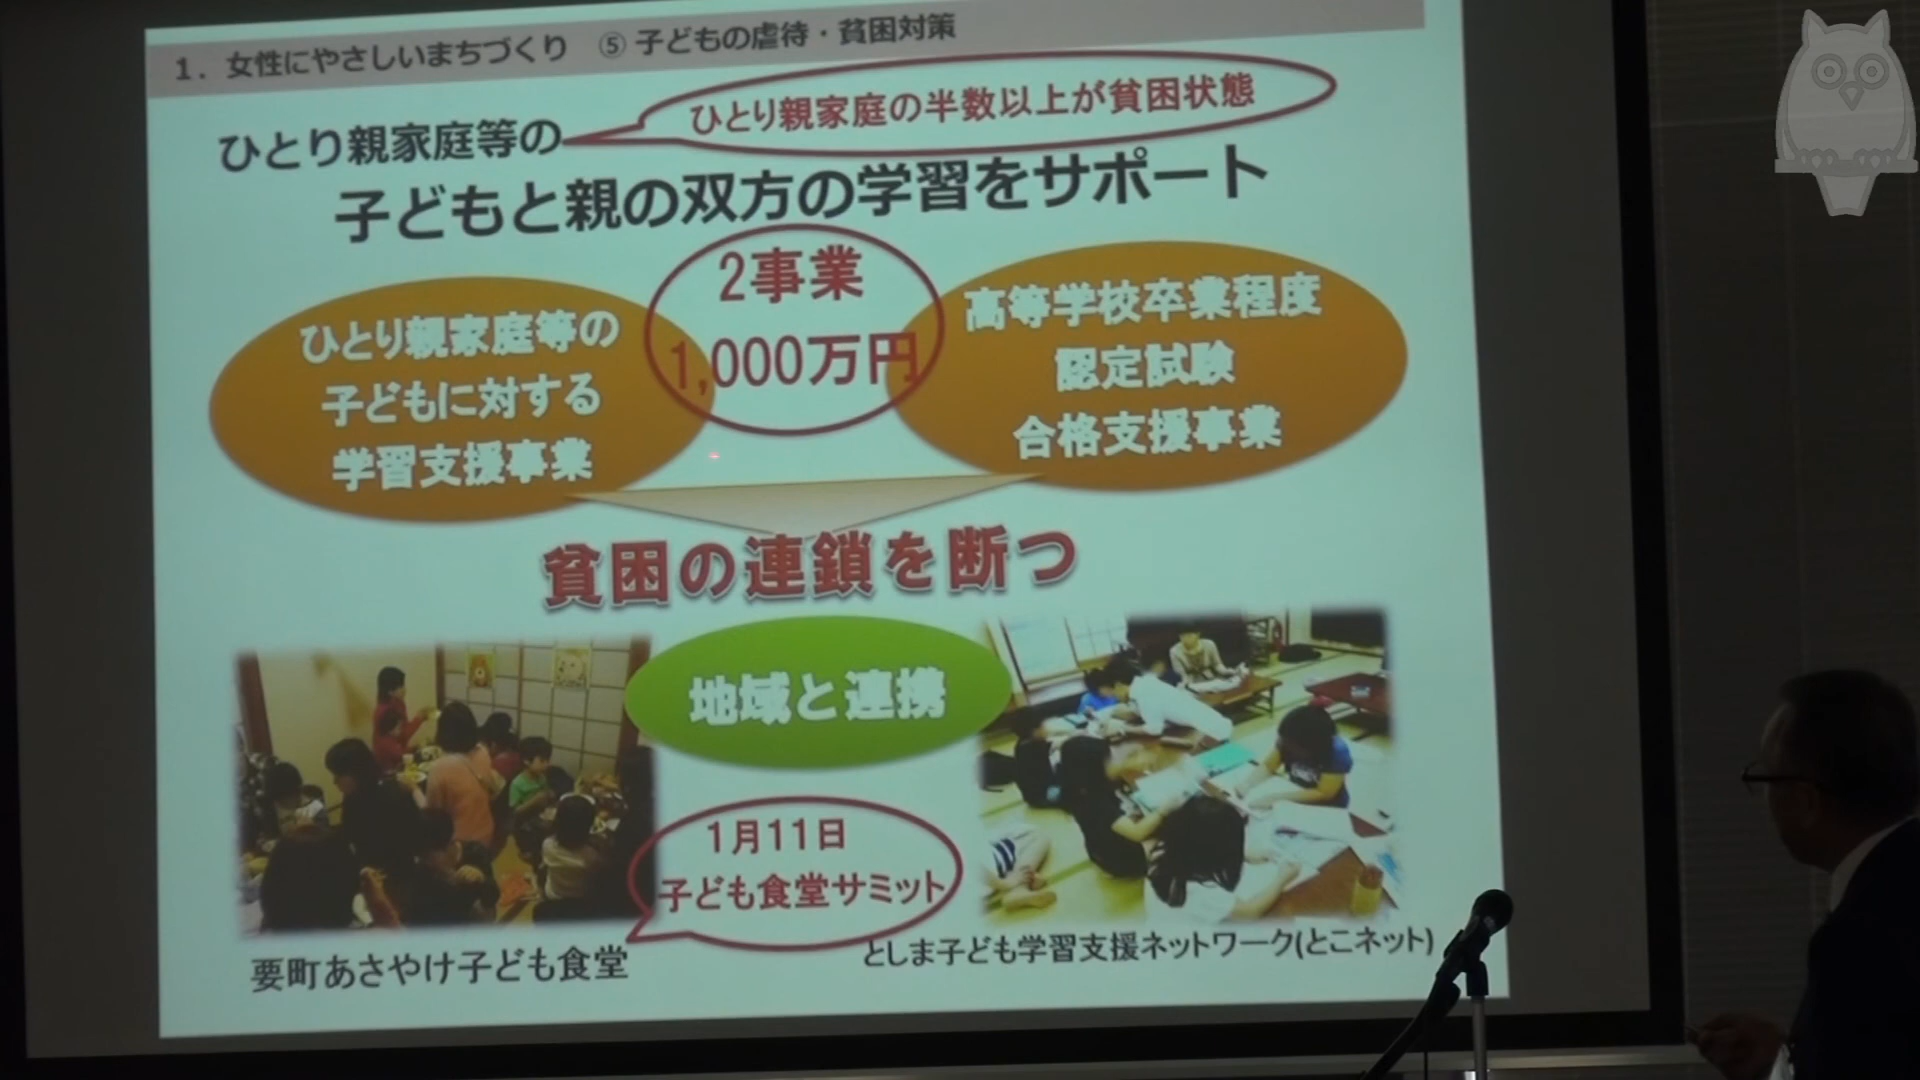 1. 女性にやさしいまちづくり ⑤ 子どもの虐待・貧困対策
ひとり親家庭の半数以上が貧困状態
ひとり親家庭等の
子どもと親の双方の学習をサポート
2事業
1,000万円
ひとり親家庭等の
子どもに対する
学習支援事業
高等学校卒業程度
認定試験
合格支援事業
貧困の連鎖を断つ
地域と連携
1月11日
子ども食堂サミット
要町あさやけ子ども食堂
としま子ども学習支援ネットワーク(とこネット)